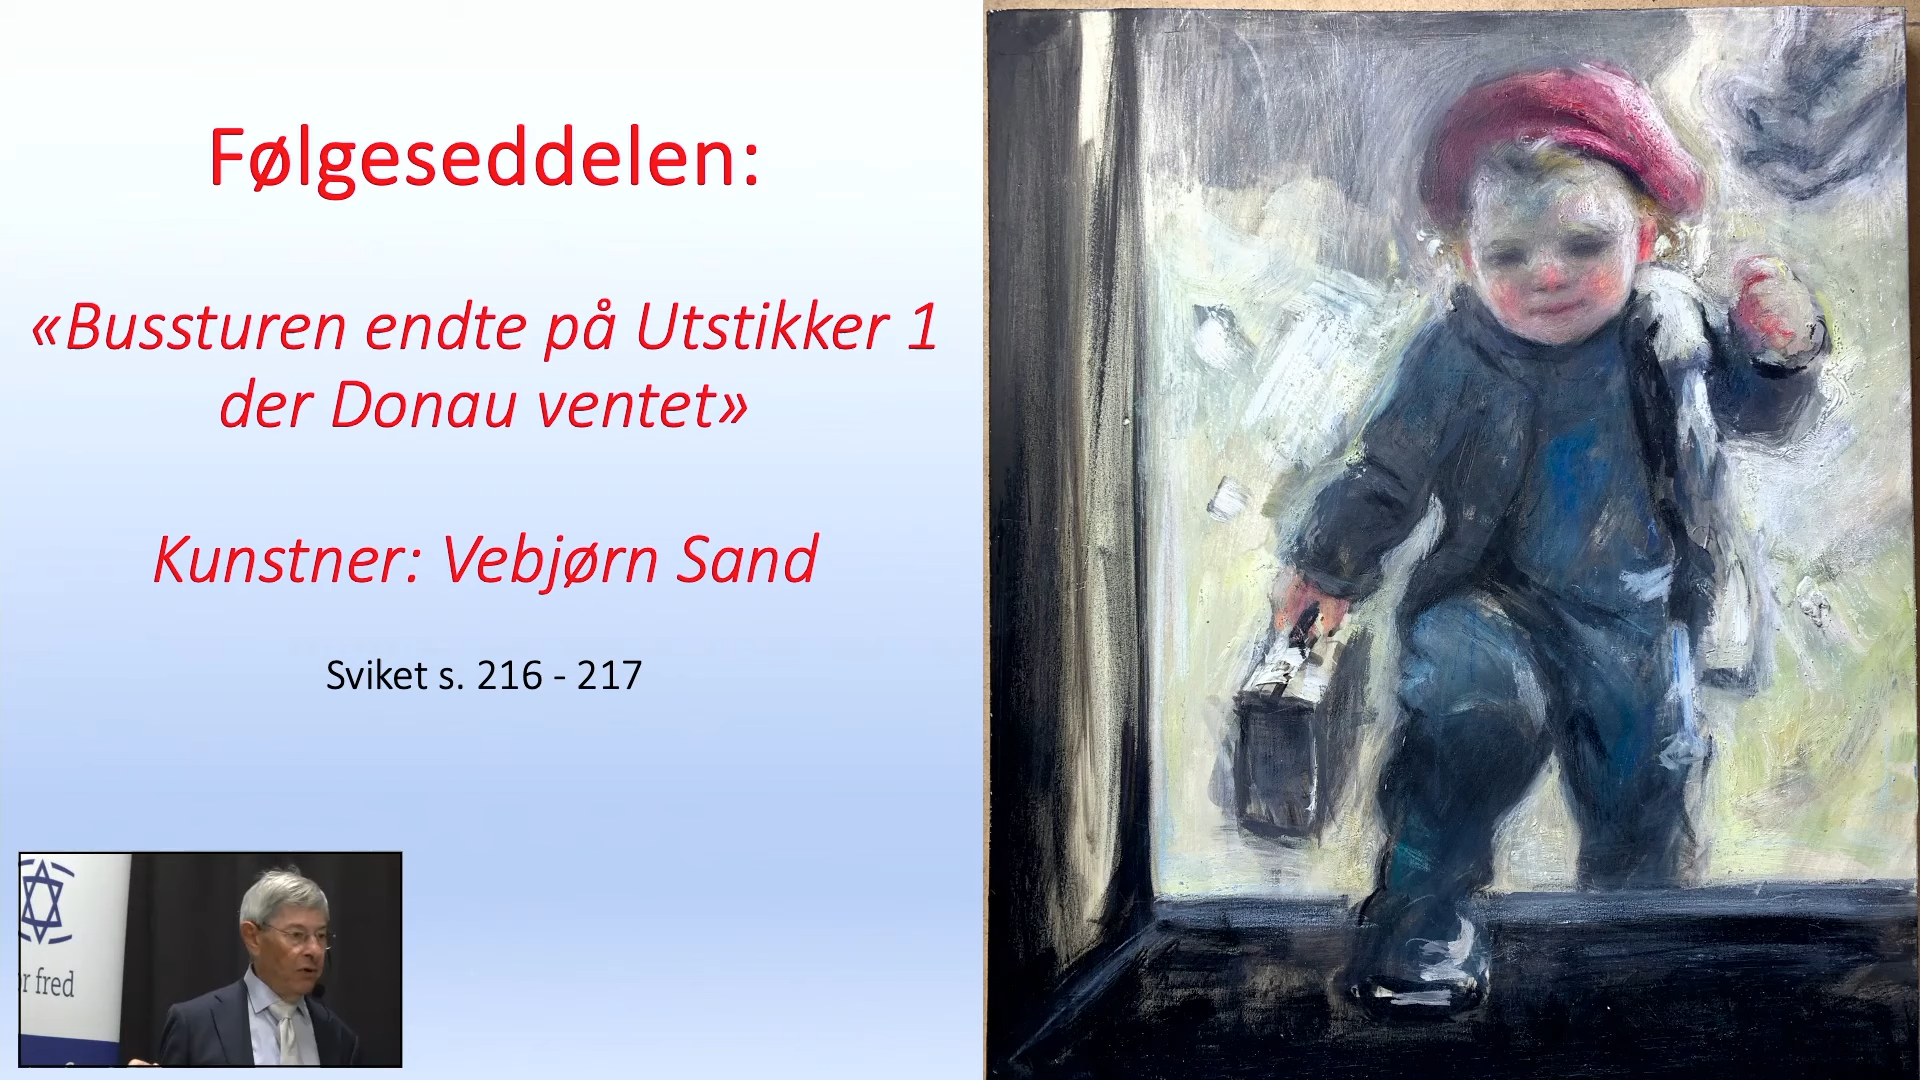 Følgeseddelen:
«Bussturen endte på Utstikker 1
der Donau ventet»
Kunstner: Vebjørn Sand
Sviket s. 216 - 217
r fred